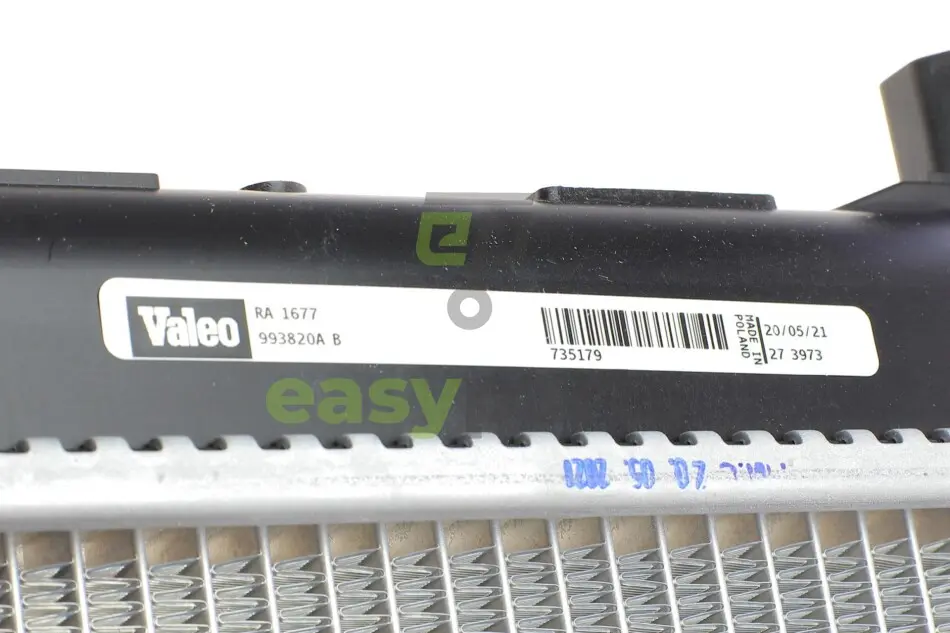 Valeo
RA 1677
993820A B
735179
MADE IN
POLAND
20/05/21
27 3973
easy